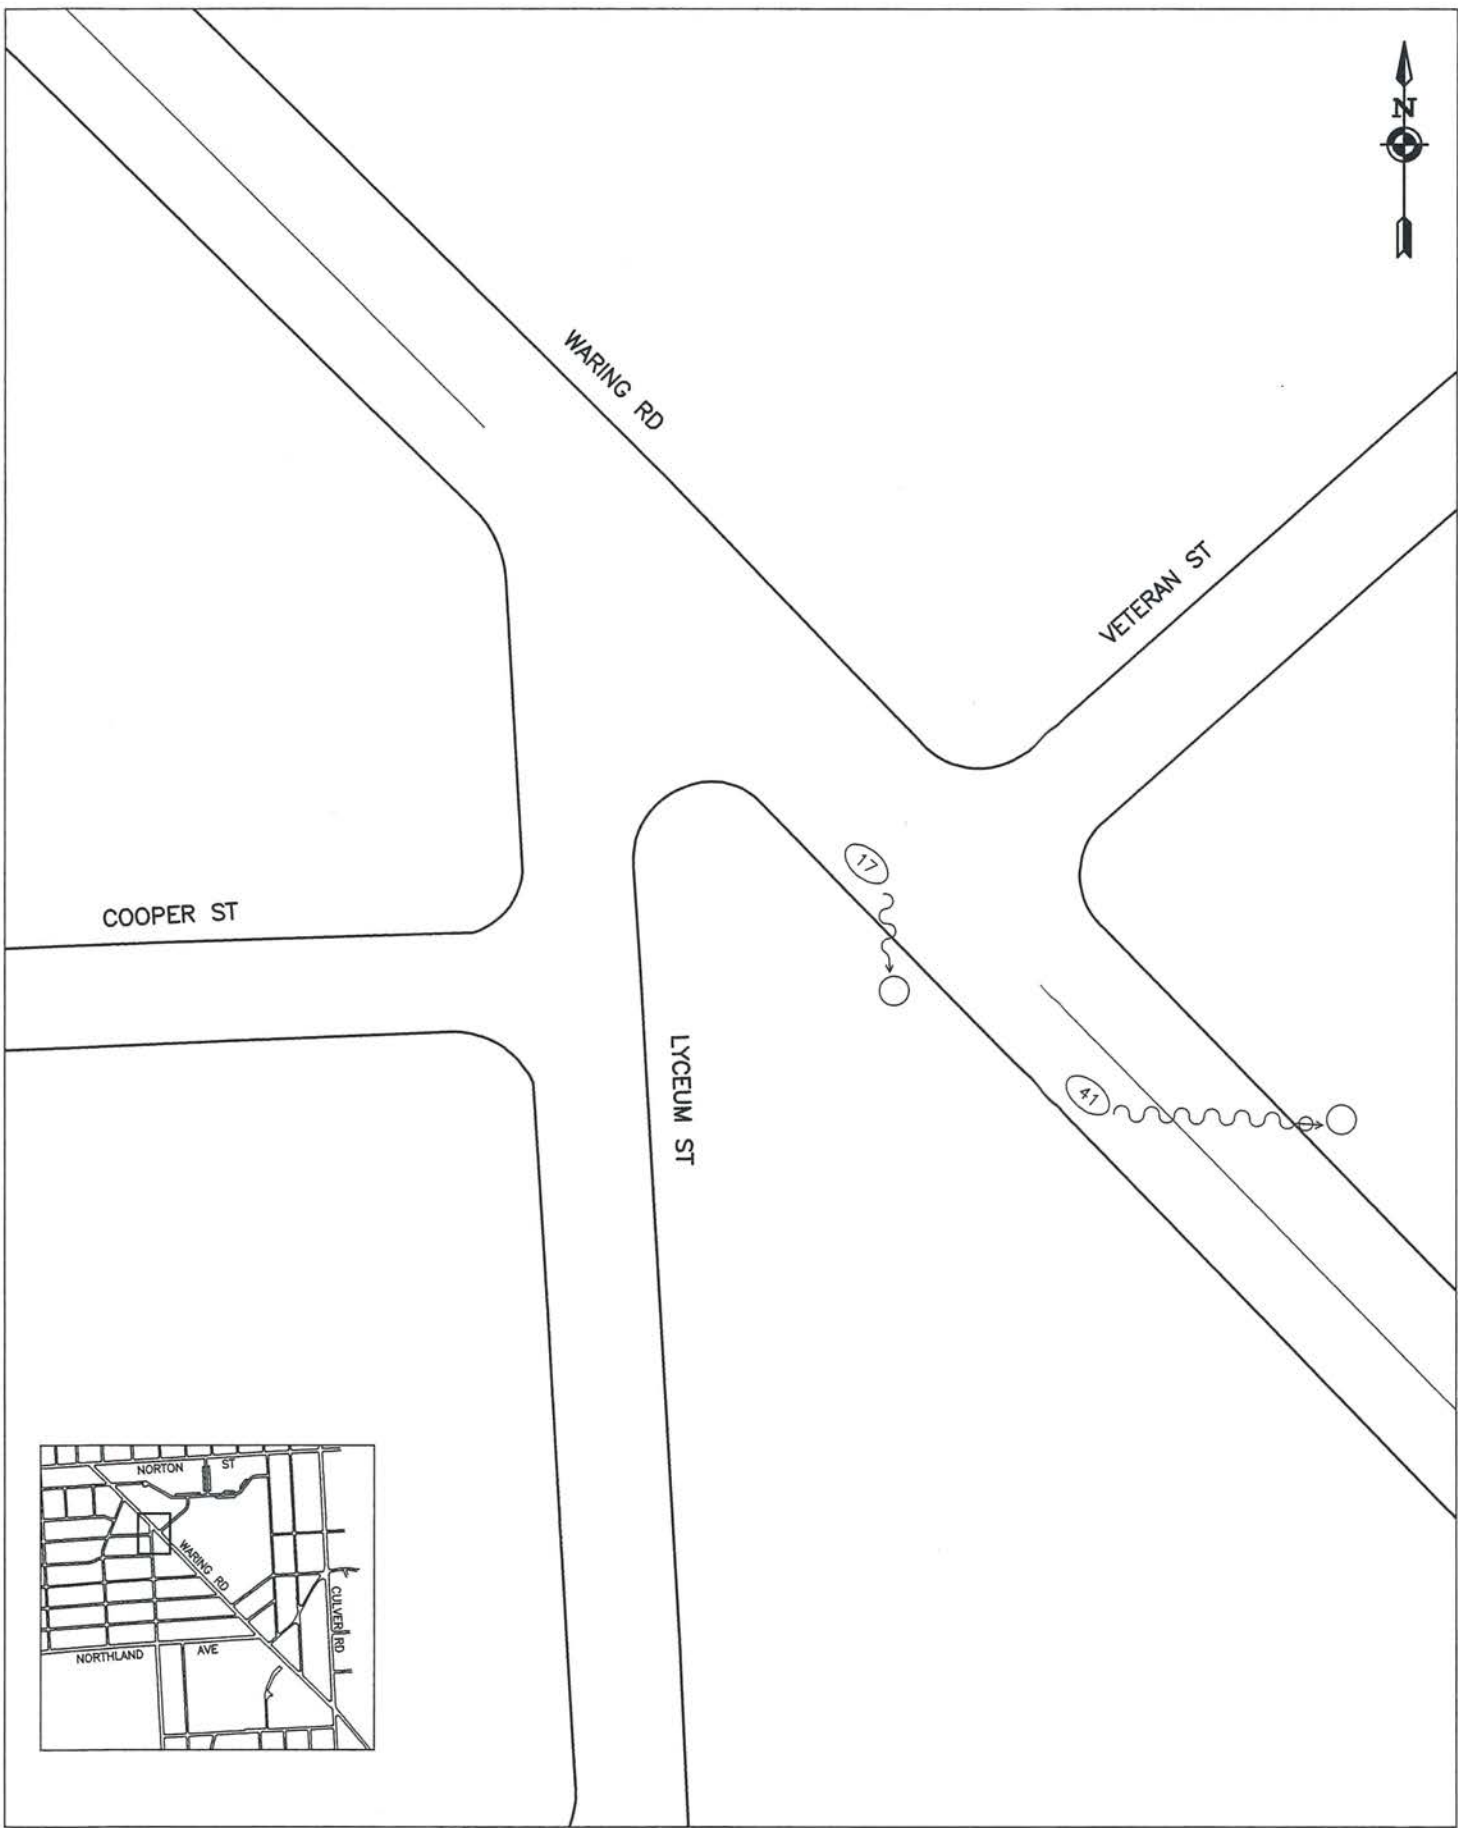 N
WARING RD
VETERAN ST
17
COOPER ST
LYCEUM ST
41
NORTON ST
WARING RD
CULVER RD
NORTHLAND AVE